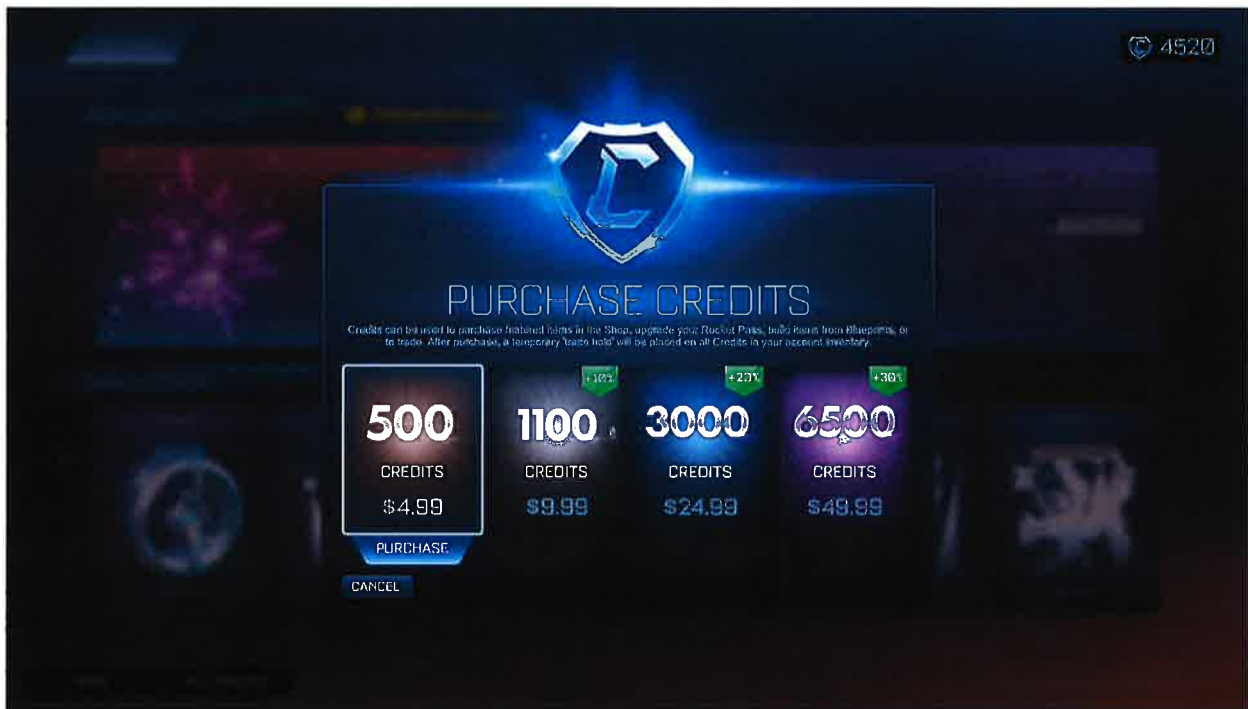 4520
PURCHASE CREDITS
Credits can be used to purchase featured items in the Shop, upgrade your Rocket Pass, build items from Blueprints, or
to trade. After purchase, a temporary 'trade hold' will be placed on all Credits in your account inventory.
+10% +20% +30%
500 1100 3000 6500
CREDITS CREDITS CREDITS CREDITS
$4.99 $9.99 $24.99 $49.99
PURCHASE
CANCEL